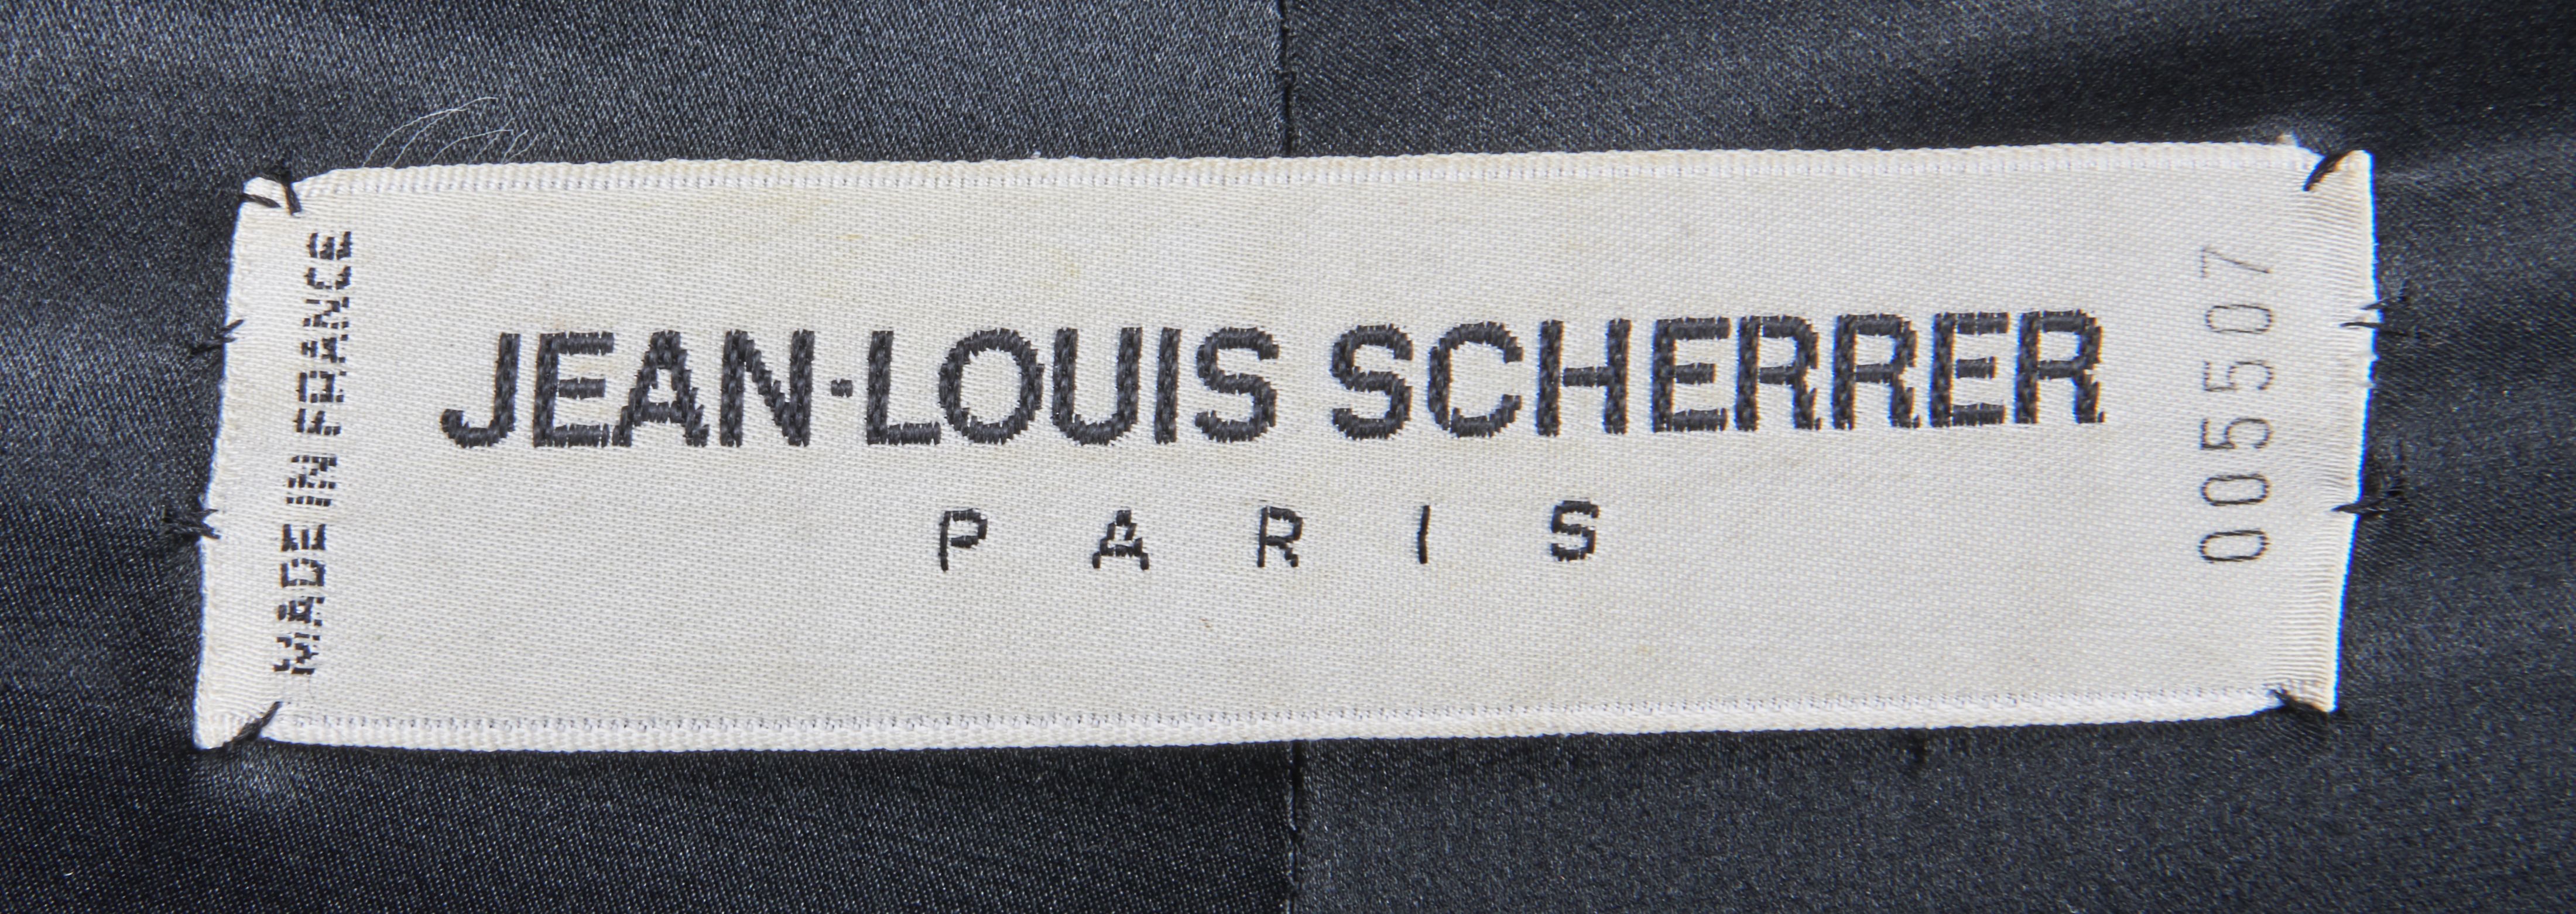 MADE IN FRANCE
JEAN-LOUIS SCHERRER
PARIS
005507